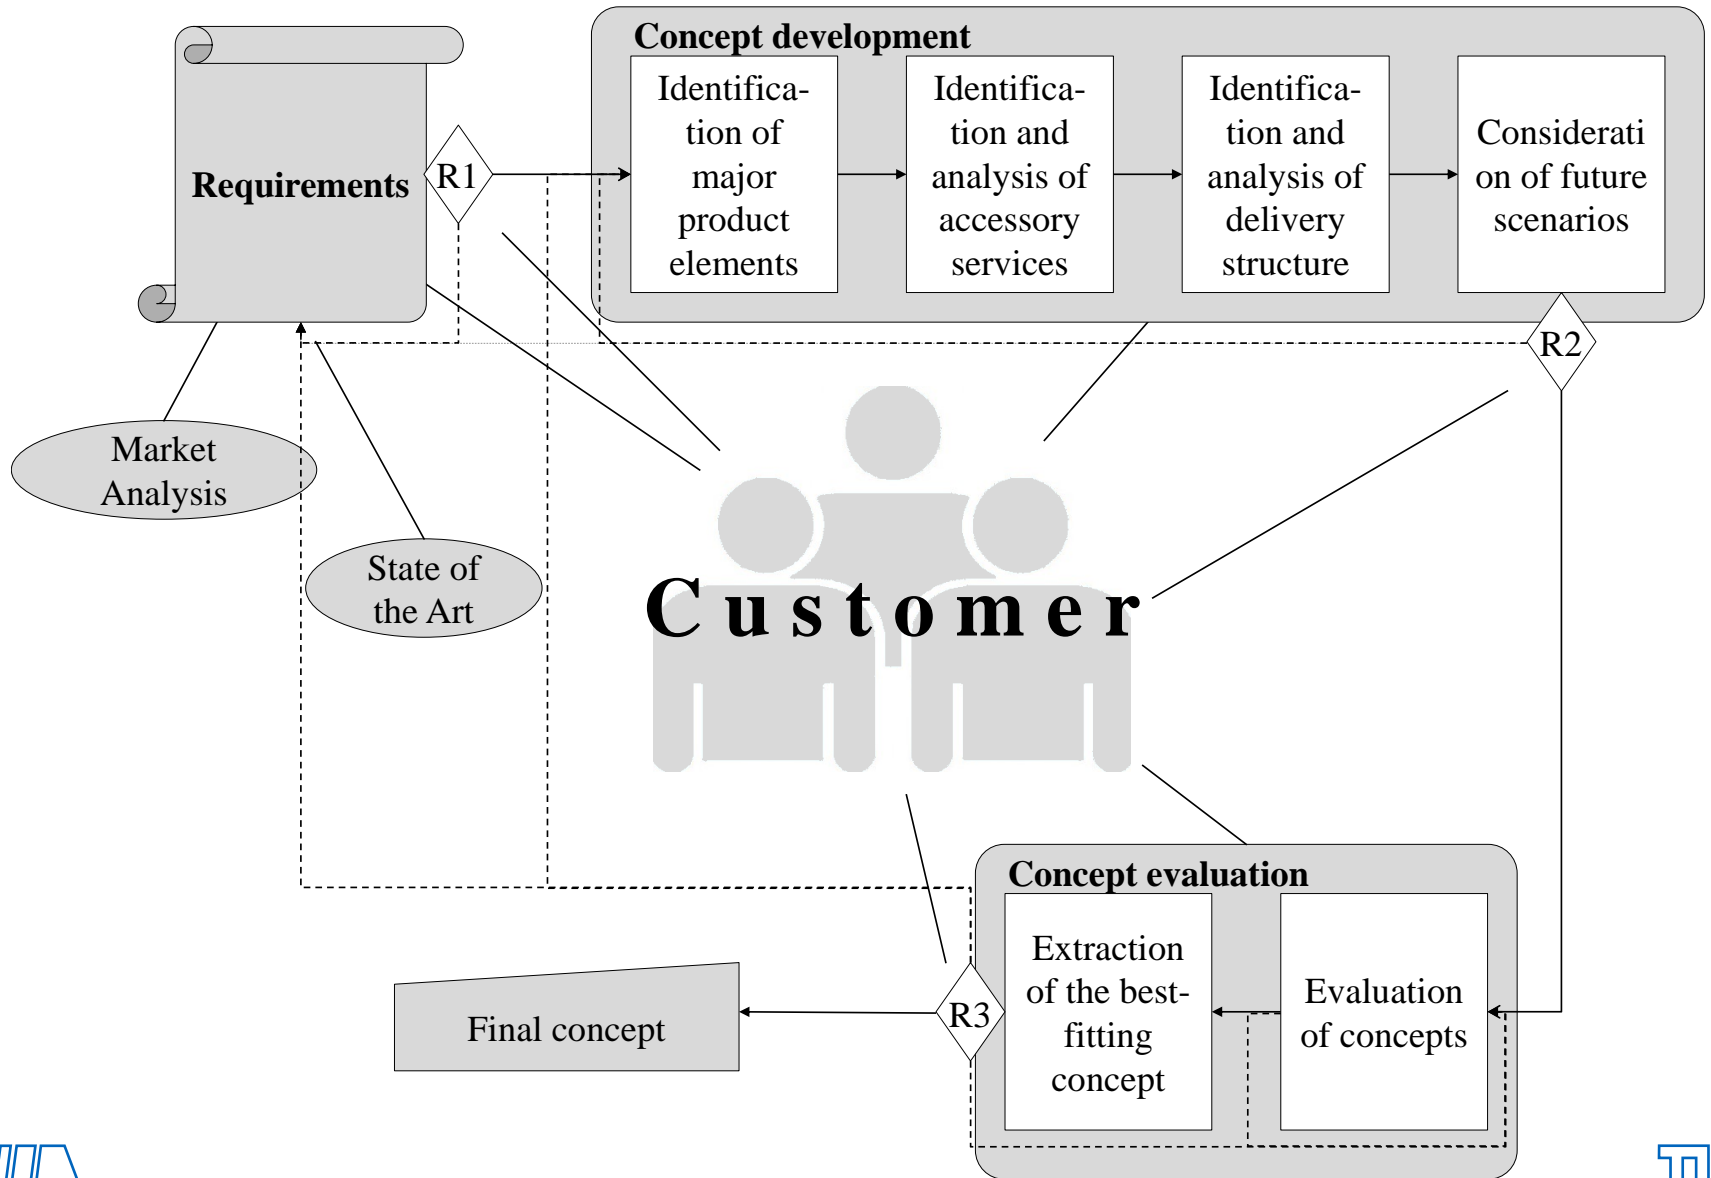 Concept development
Identifica-
tion of
major
product
elements
Identifica-
tion and
analysis of
accessory
services
Identifica-
tion and
analysis of
delivery
structure
Considerati
on of future
scenarios
Requirements
R1
R2
Market
Analysis
State of
the Art
Customer
Concept evaluation
Extraction
of the best-
fitting
concept
Evaluation
of concepts
R3
Final concept